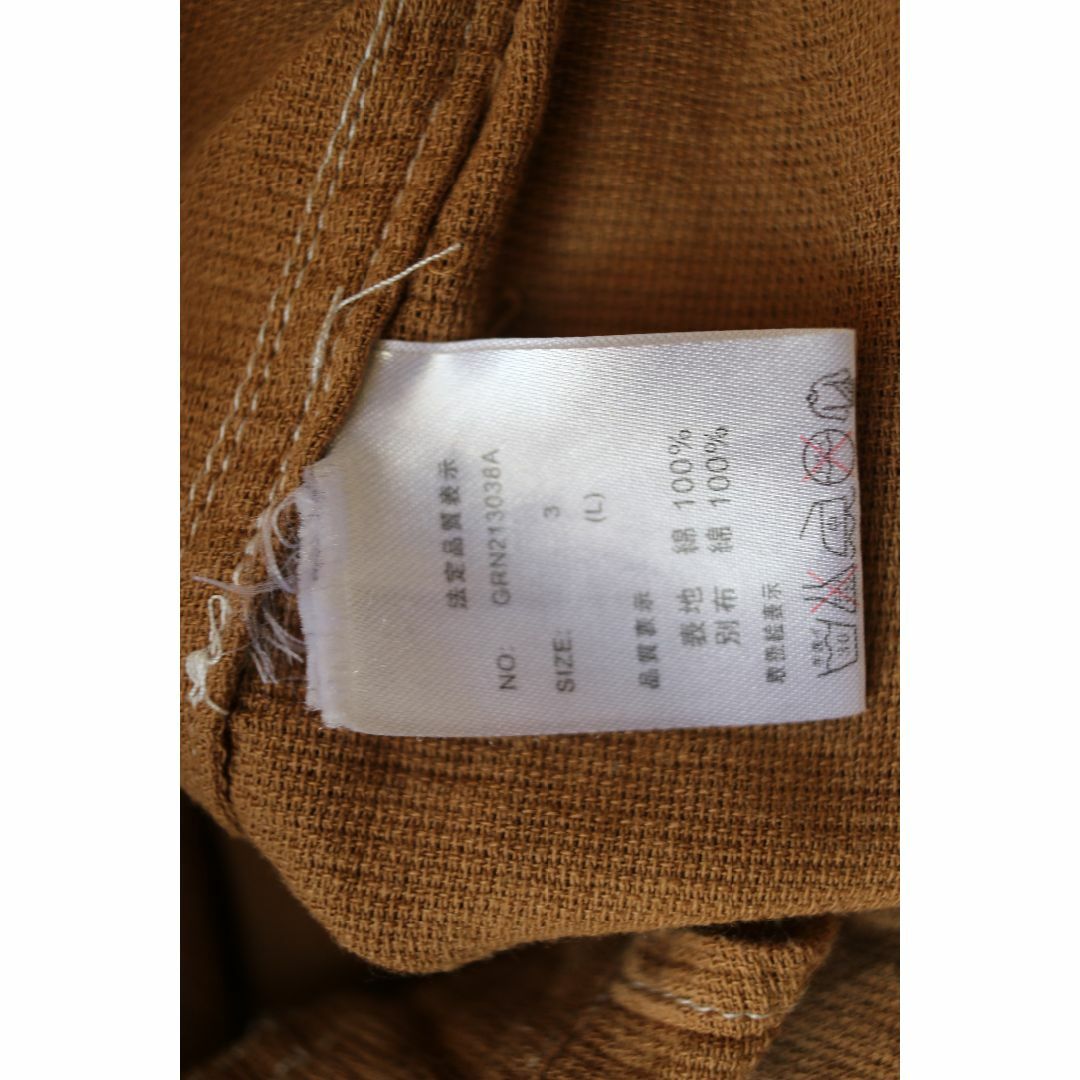 法定品質表示
NO: GRN213038A
SIZE: 3
(L)
品質表示
表地 綿 100%
別布 綿 100%
取扱絵表示
30